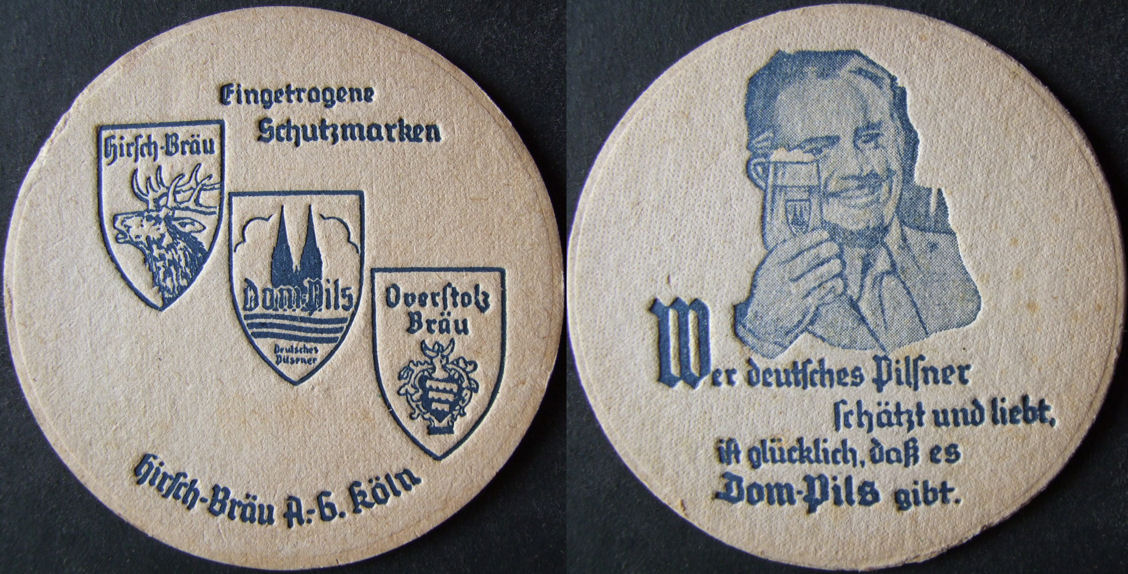 Eingetragene
Schutzmarken
Hirſch-Bräu
Dom-Pils
Deutsches
Pilsener
Overſtolz
Bräu
Hirſch-Bräu A.-G. Köln
Wer deutſches Pilſner
ſchätzt und liebt,
iſt glücklich, daß es
Dom-Pils gibt.